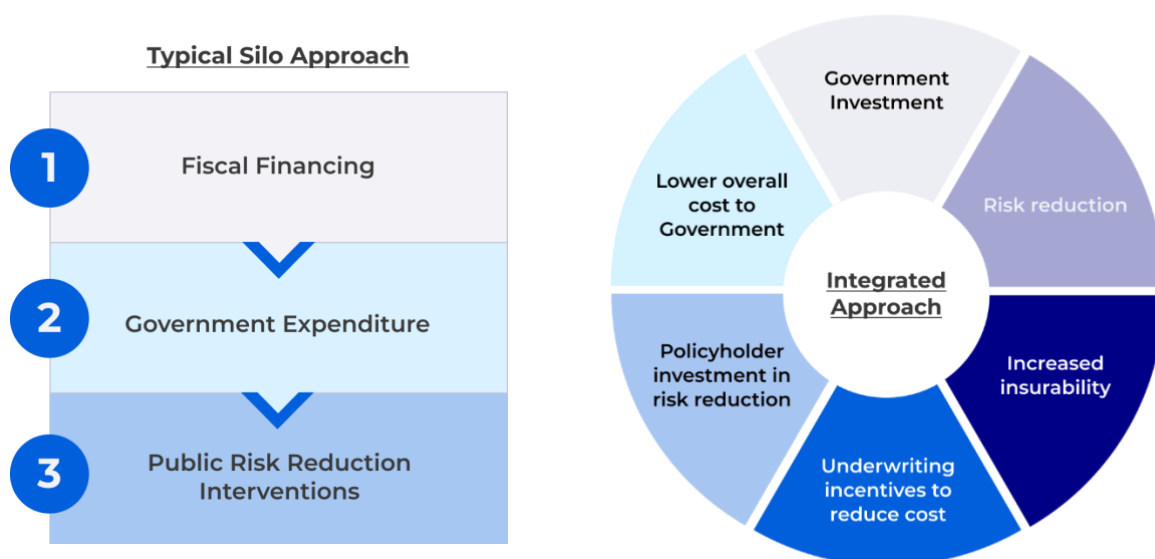 Typical Silo Approach
1
Fiscal Financing
2
Government Expenditure
3
Public Risk Reduction
Interventions
Government
Investment
Risk reduction
Increased
insurability
Underwriting
incentives to
reduce cost
Policyholder
investment in
risk reduction
Lower overall
cost to
Government
Integrated
Approach